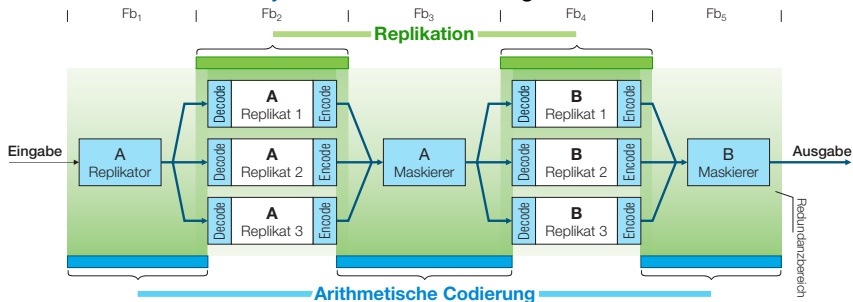 Fb₁ Fb₂ Fb₃ Fb₄ Fb₅
Replikation
Decode A Replikat 1 Encode
Decode B Replikat 1 Encode
Eingabe
A Replikator
Decode A Replikat 2 Encode
A Maskierer
Decode B Replikat 2 Encode
B Maskierer
Ausgabe
Decode A Replikat 3 Encode
Decode B Replikat 3 Encode
Redundanzbereich
Arithmetische Codierung